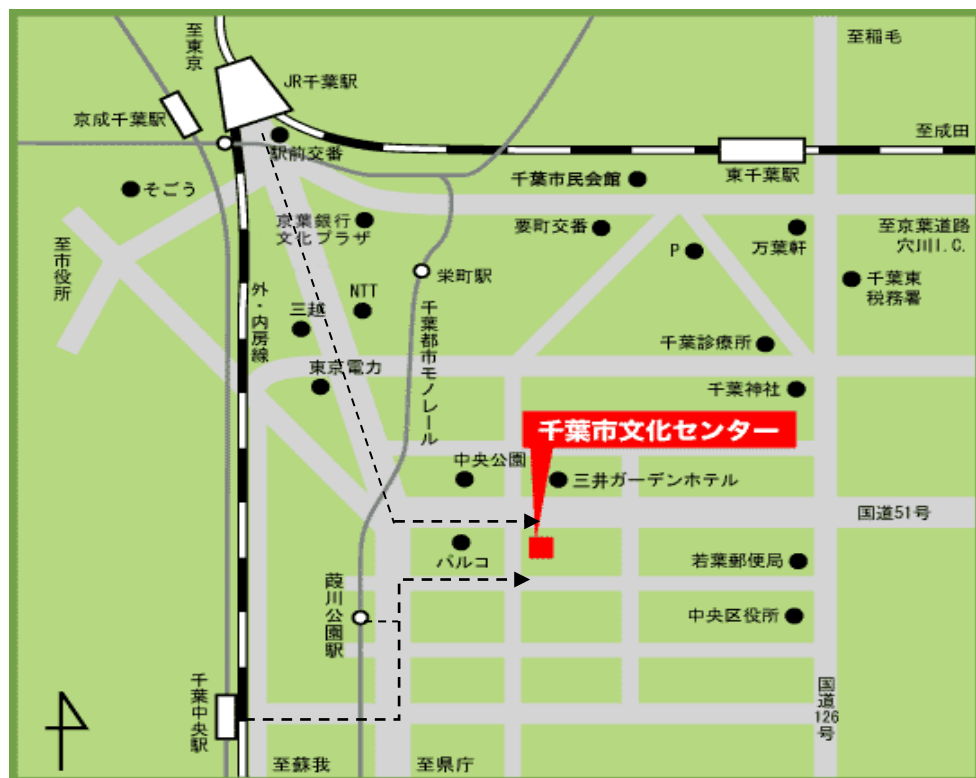 至東京
至稲毛
JR千葉駅
京成千葉駅
至成田
駅前交番
東千葉駅
千葉市民会館
そごう
京葉銀行
文化プラザ
要町交番
万葉軒
至京葉道路
穴川I.C.
P
至市役所
栄町駅
千葉東
税務署
外・内房線
NTT
三越
千葉都市モノレール
千葉診療所
東京電力
千葉神社
千葉市文化センター
中央公園
三井ガーデンホテル
国道51号
パルコ
若葉郵便局
葭川公園駅
中央区役所
千葉中央駅
国道126号
至蘇我
至県庁